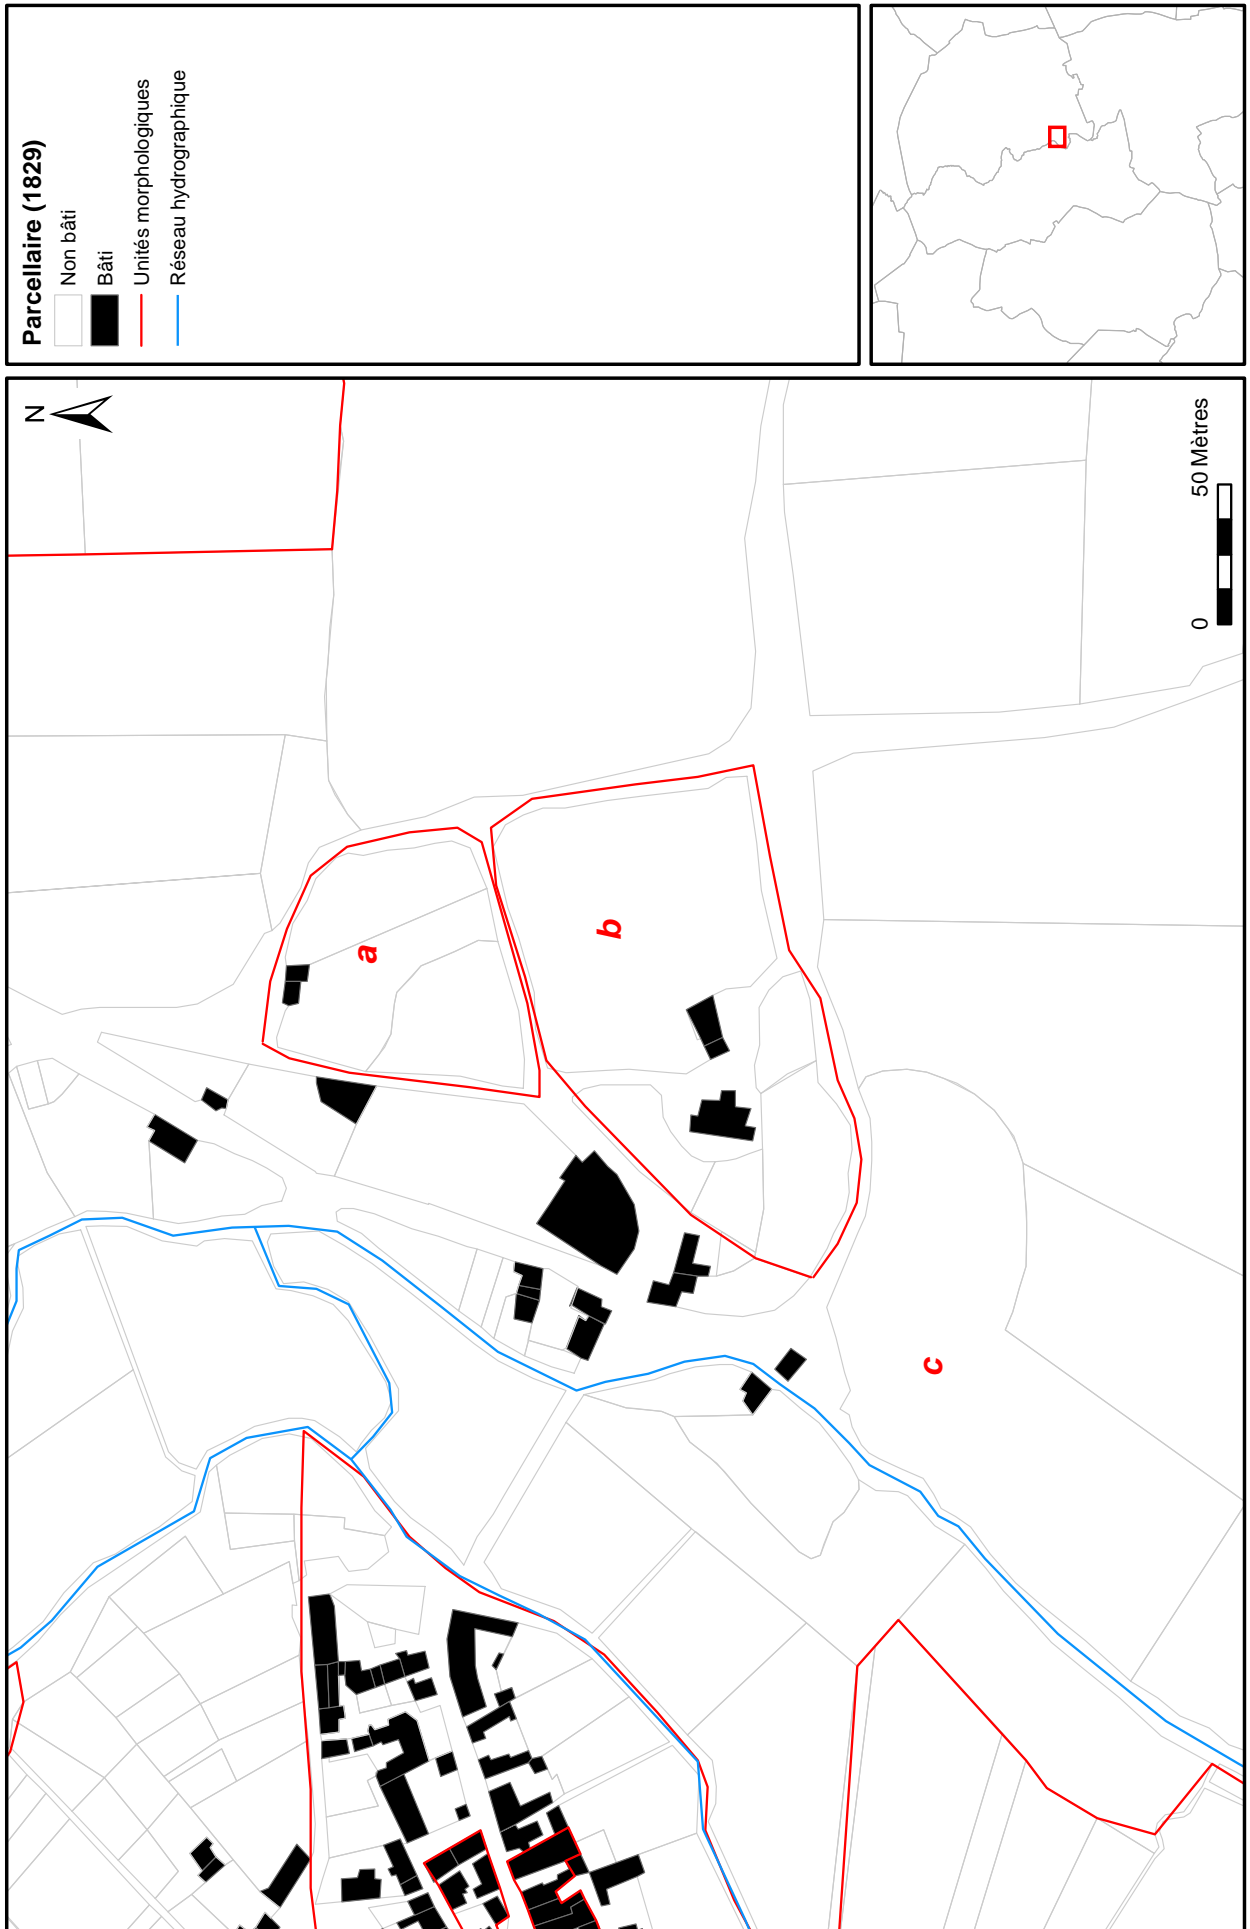 Parcellaire (1829)
Non bâti
Bâti
Unités morphologiques
Réseau hydrographique
N
a
b
c
0 50 Mètres